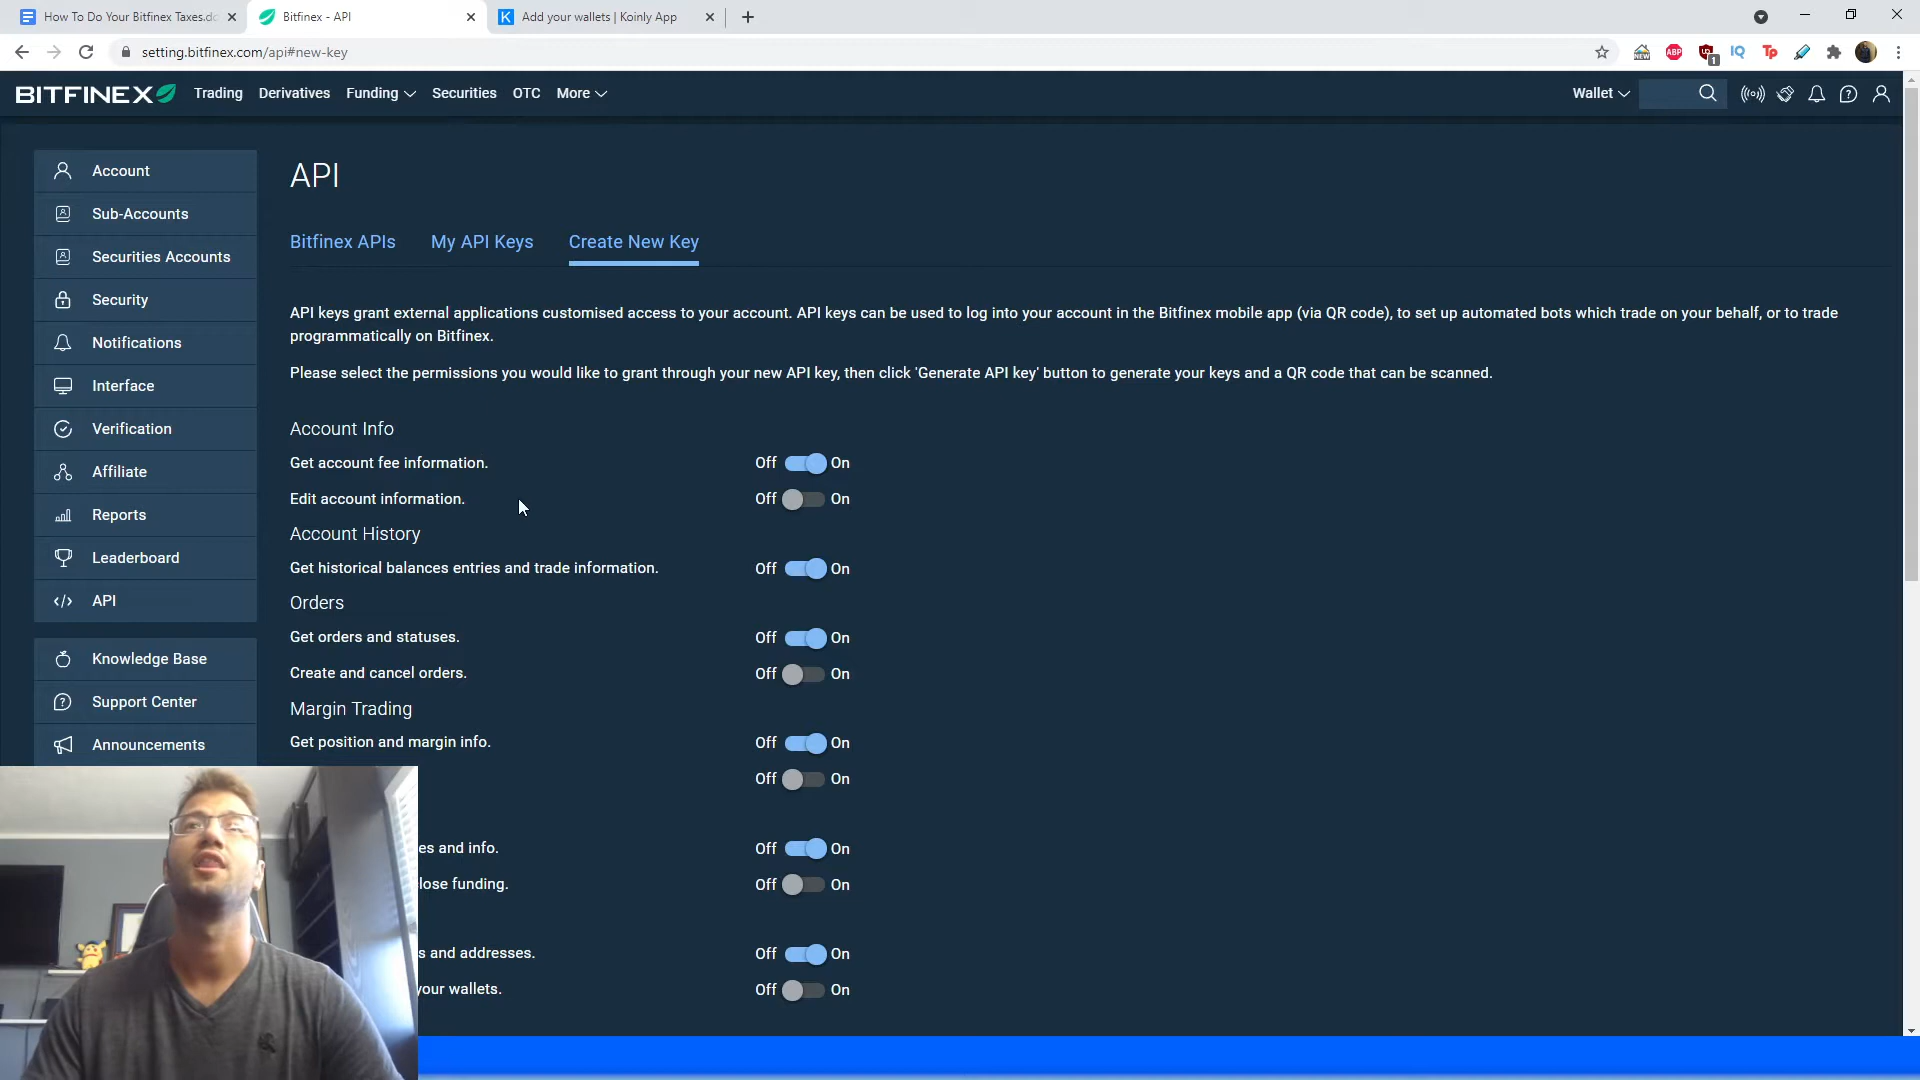 How To Do Your Bitfinex Taxes.do
Bitfinex - API
Add your wallets | Koinly App
setting.bitfinex.com/api#new-key
NEW
ABP
1
IQ
Tp
BITFINEX
Trading
Derivatives
Funding
Securities
OTC
More
Wallet
Account
Sub-Accounts
Securities Accounts
Security
Notifications
Interface
Verification
Affiliate
Reports
Leaderboard
API
Knowledge Base
Support Center
Announcements
API
Bitfinex APIs
My API Keys
Create New Key
API keys grant external applications customised access to your account. API keys can be used to log into your account in the Bitfinex mobile app (via QR code), to set up automated bots which trade on your behalf, or to trade
programmatically on Bitfinex.
Please select the permissions you would like to grant through your new API key, then click 'Generate API key' button to generate your keys and a QR code that can be scanned.
Account Info
Get account fee information. Off On
Edit account information. Off On
Account History
Get historical balances entries and trade information. Off On
Orders
Get orders and statuses. Off On
Create and cancel orders. Off On
Margin Trading
Get position and margin info. Off On
Off On
es and info. Off On
lose funding. Off On
s and addresses. Off On
your wallets. Off On